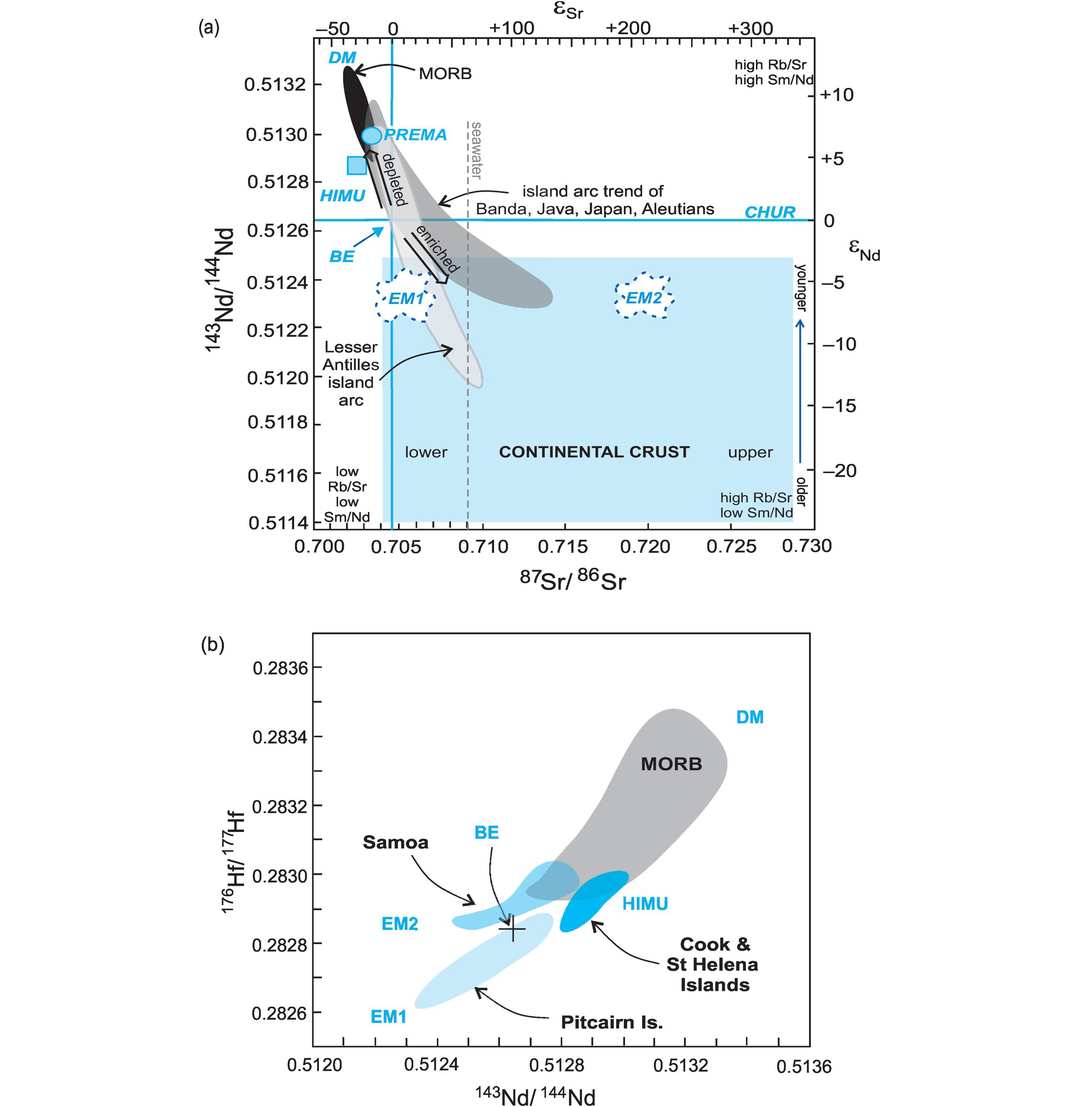 (a)
εSr
–50 0 +100 +200 +300
DM
MORB
high Rb/Sr
high Sm/Nd
0.5132
0.5130
0.5128
0.5126
0.5124
0.5122
0.5120
0.5118
0.5116
0.5114
143Nd/144Nd
+10
+5
0
–5
–10
–15
–20
εNd
PREMA
seawater
HIMU
depleted
island arc trend of
Banda, Java, Japan, Aleutians
CHUR
BE
enriched
EM1
EM2
younger
older
Lesser
Antilles
island
arc
lower
CONTINENTAL CRUST
upper
low
Rb/Sr
low
Sm/Nd
high Rb/Sr
low Sm/Nd
0.700 0.705 0.710 0.715 0.720 0.725 0.730
87Sr/ 86Sr
(b)
0.2836
0.2834
0.2832
0.2830
0.2828
0.2826
176Hf/177Hf
DM
MORB
BE
Samoa
EM2
HIMU
Cook &
St Helena
Islands
EM1
Pitcairn Is.
0.5120 0.5124 0.5128 0.5132 0.5136
143Nd/ 144Nd